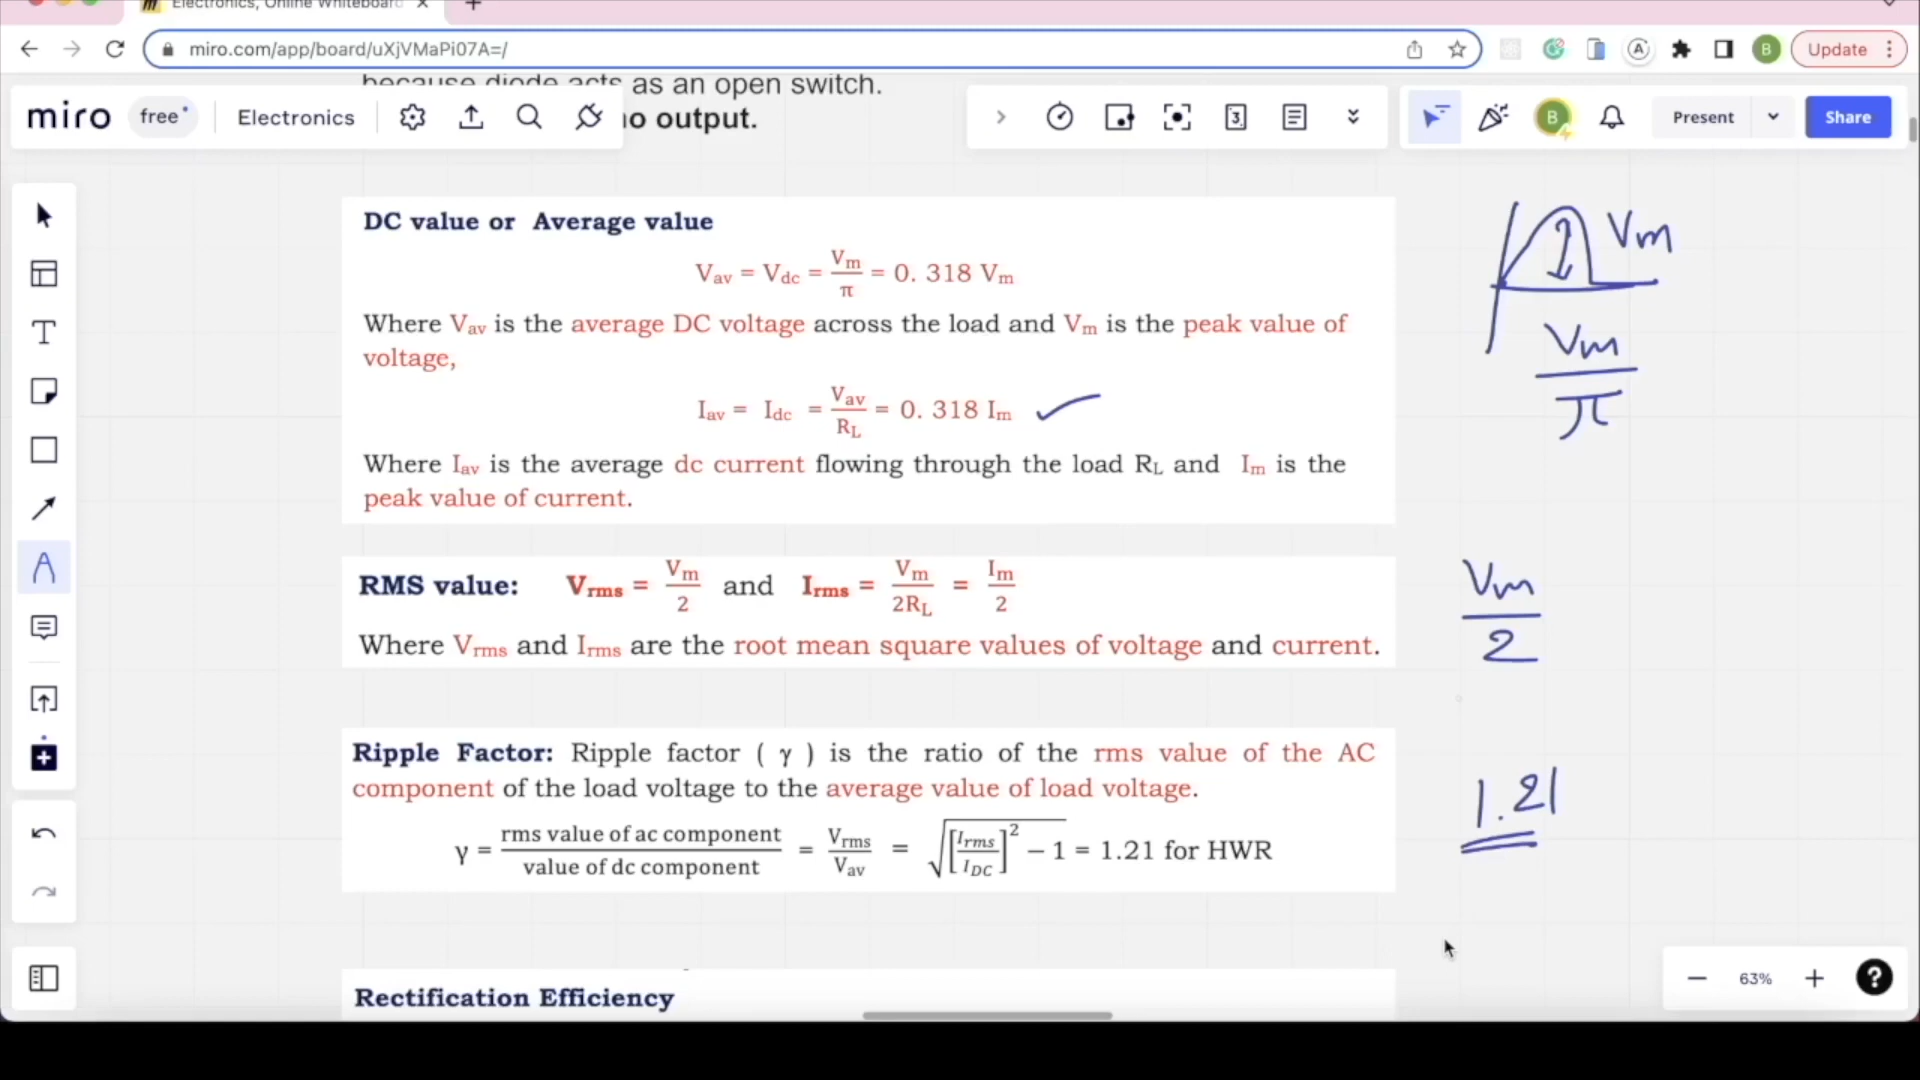 Electronics, Online Whiteboard
miro.com/app/board/uXjVMaPi07A=/
B
Update
because diode acts as an open switch.
no output.
miro
free
Electronics
3
B
Present
Share
DC value or Average value
Vav = Vdc = Vm/π = 0. 318 Vm
Where Vav is the average DC voltage across the load and Vm is the peak value of
voltage,
Iav = Idc = Vav/RL = 0. 318 Im
Where Iav is the average dc current flowing through the load RL and Im is the
peak value of current.
Vm
Vm/π
RMS value: Vrms = Vm/2 and Irms = Vm/2RL = Im/2
Where Vrms and Irms are the root mean square values of voltage and current.
Vm/2
Ripple Factor: Ripple factor ( γ ) is the ratio of the rms value of the AC
component of the load voltage to the average value of load voltage.
γ = rms value of ac component/value of dc component = Vrms/Vav = √[Irms/IDC]² − 1 = 1.21 for HWR
1.21
Rectification Efficiency
63%
?